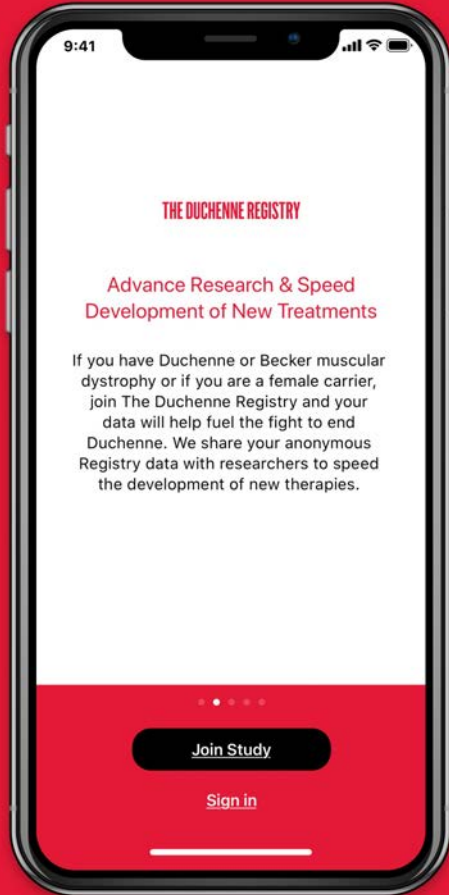 9:41
THE DUCHENNE REGISTRY
Advance Research & Speed
Development of New Treatments
If you have Duchenne or Becker muscular
dystrophy or if you are a female carrier,
join The Duchenne Registry and your
data will help fuel the fight to end
Duchenne. We share your anonymous
Registry data with researchers to speed
the development of new therapies.
Join Study
Sign in